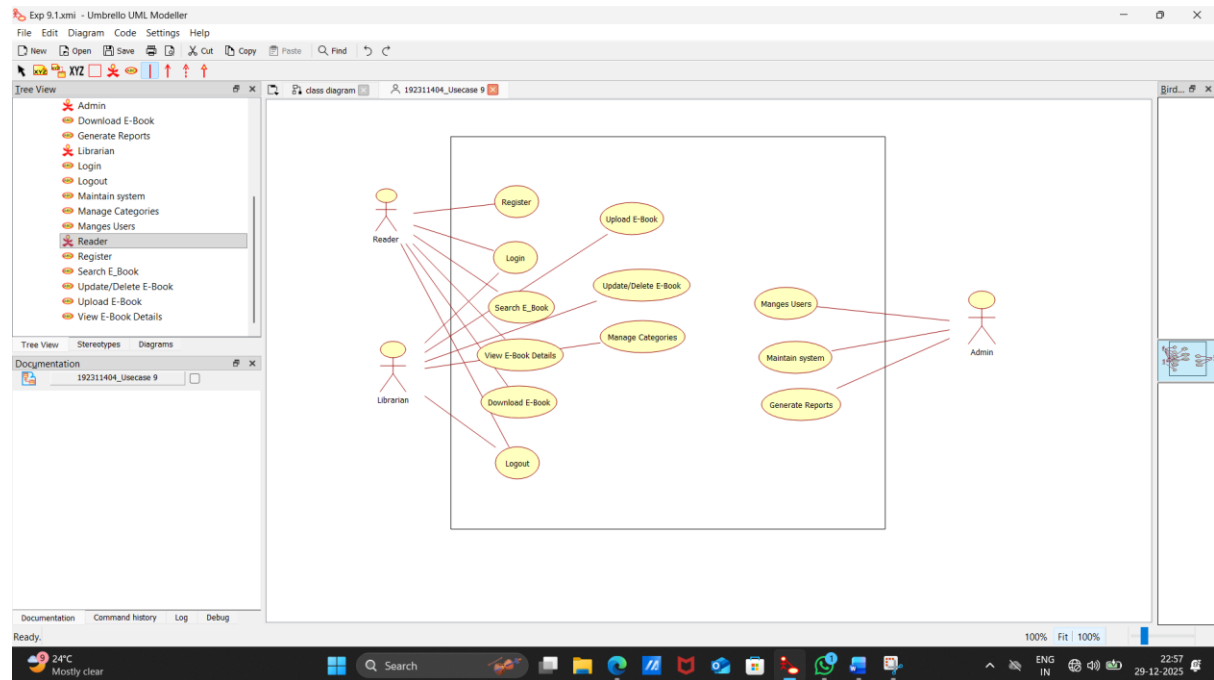 Exp 9.1.xmi - Umbrello UML Modeller
File Edit Diagram Code Settings Help
New Open Save Cut Copy Paste Find
XYZ XYZ
Tree View
class diagram
192311404_Usecase 9
Bird...
Admin
Download E-Book
Generate Reports
Librarian
Login
Logout
Maintain system
Manage Categories
Manges Users
Reader
Register
Search E_Book
Update/Delete E-Book
Upload E-Book
View E-Book Details
Tree View Stereotypes Diagrams
Documentation
192311404_Usecase 9
Register
Upload E-Book
Reader
Login
Update/Delete E-Book
Search E_Book
Manges Users
Manage Categories
View E-Book Details
Admin
Maintain system
Librarian
Download E-Book
Generate Reports
Logout
Documentation Command history Log Debug
Ready.
100% Fit 100%
9
24°C
Mostly clear
Search
1
ENG
IN
22:57
29-12-2025